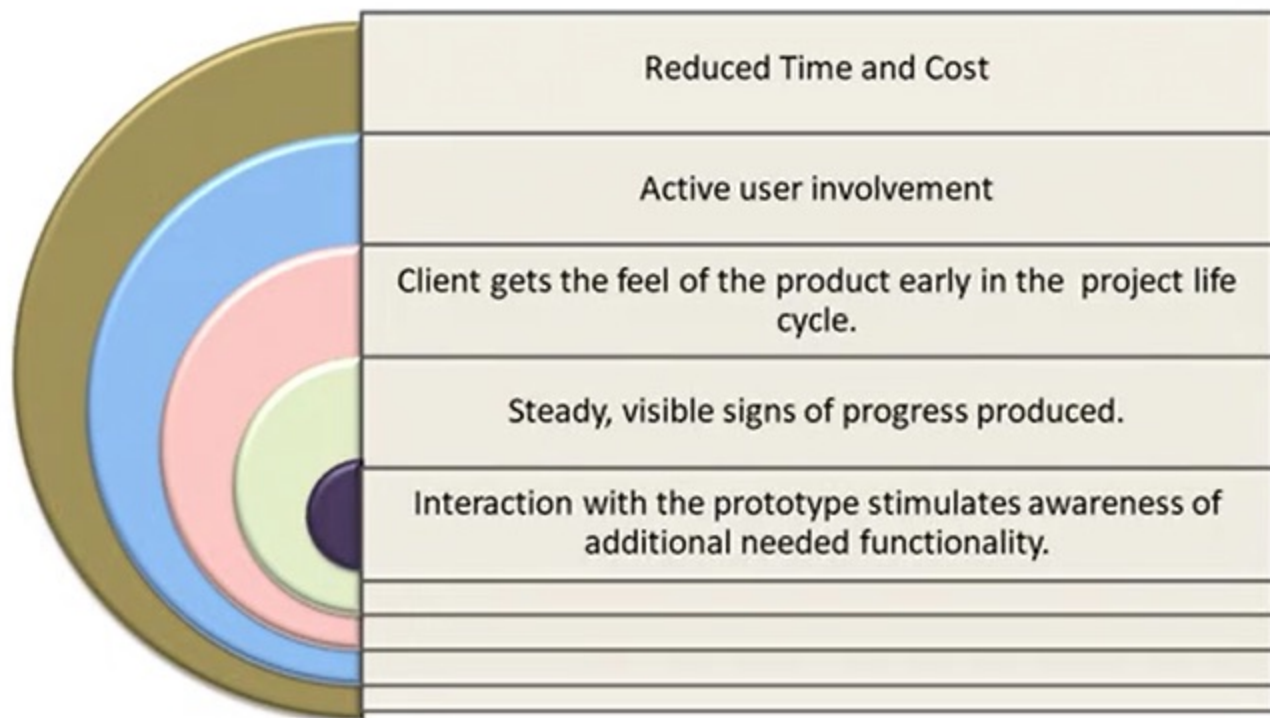 Reduced Time and Cost
Active user involvement
Client gets the feel of the product early in the  project life
cycle.
Steady, visible signs of progress produced.
Interaction with the prototype stimulates awareness of
additional needed functionality.